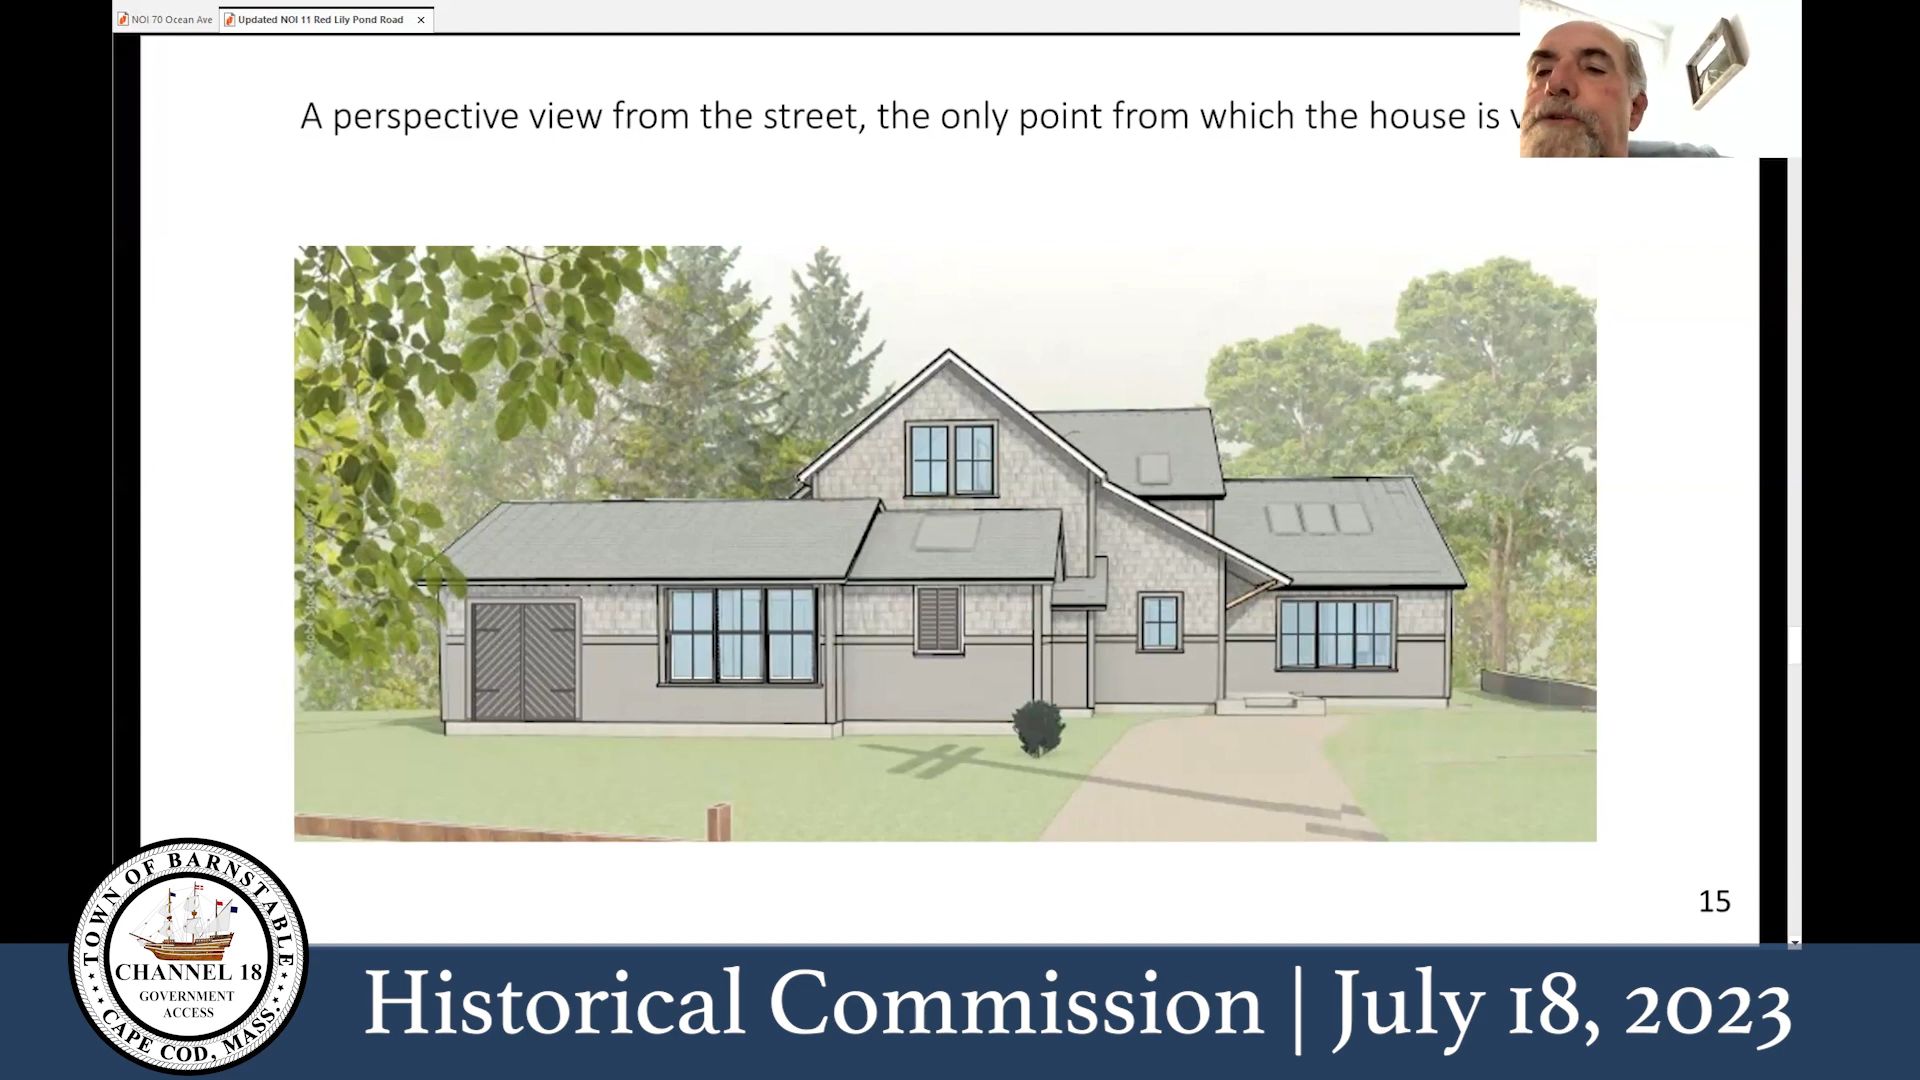 NOI 70 Ocean Ave
Updated NOI 11 Red Lily Pond Road
A perspective view from the street, the only point from which the house is
15
TOWN OF BARNSTABLE
CHANNEL 18
GOVERNMENT
ACCESS
CAPE COD, MASS.
Historical Commission | July 18, 2023